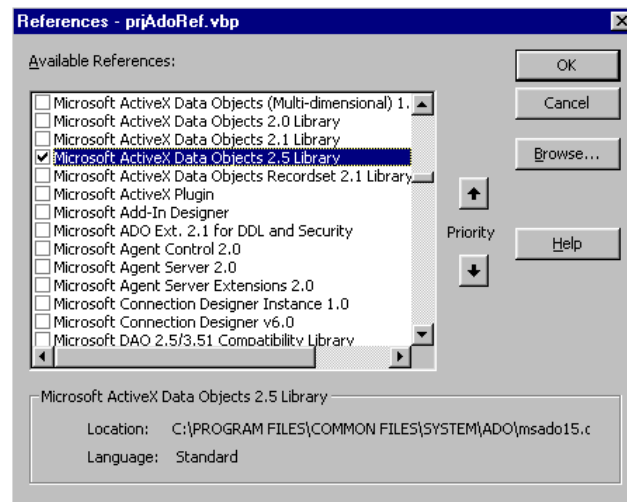 References - prjAdoRef.vbp
Available References:
OK
Cancel
Browse...
Priority
Help
Microsoft ActiveX Data Objects (Multi-dimensional) 1.
Microsoft ActiveX Data Objects 2.0 Library
Microsoft ActiveX Data Objects 2.1 Library
Microsoft ActiveX Data Objects 2.5 Library
Microsoft ActiveX Data Objects Recordset 2.1 Library
Microsoft ActiveX Plugin
Microsoft Add-In Designer
Microsoft ADO Ext. 2.1 for DDL and Security
Microsoft Agent Control 2.0
Microsoft Agent Server 2.0
Microsoft Agent Server Extensions 2.0
Microsoft Connection Designer Instance 1.0
Microsoft Connection Designer v6.0
Microsoft DAO 2.5/3.51 Compatibility Library
Microsoft ActiveX Data Objects 2.5 Library
Location: C:\PROGRAM FILES\COMMON FILES\SYSTEM\ADO\msado15.c
Language: Standard